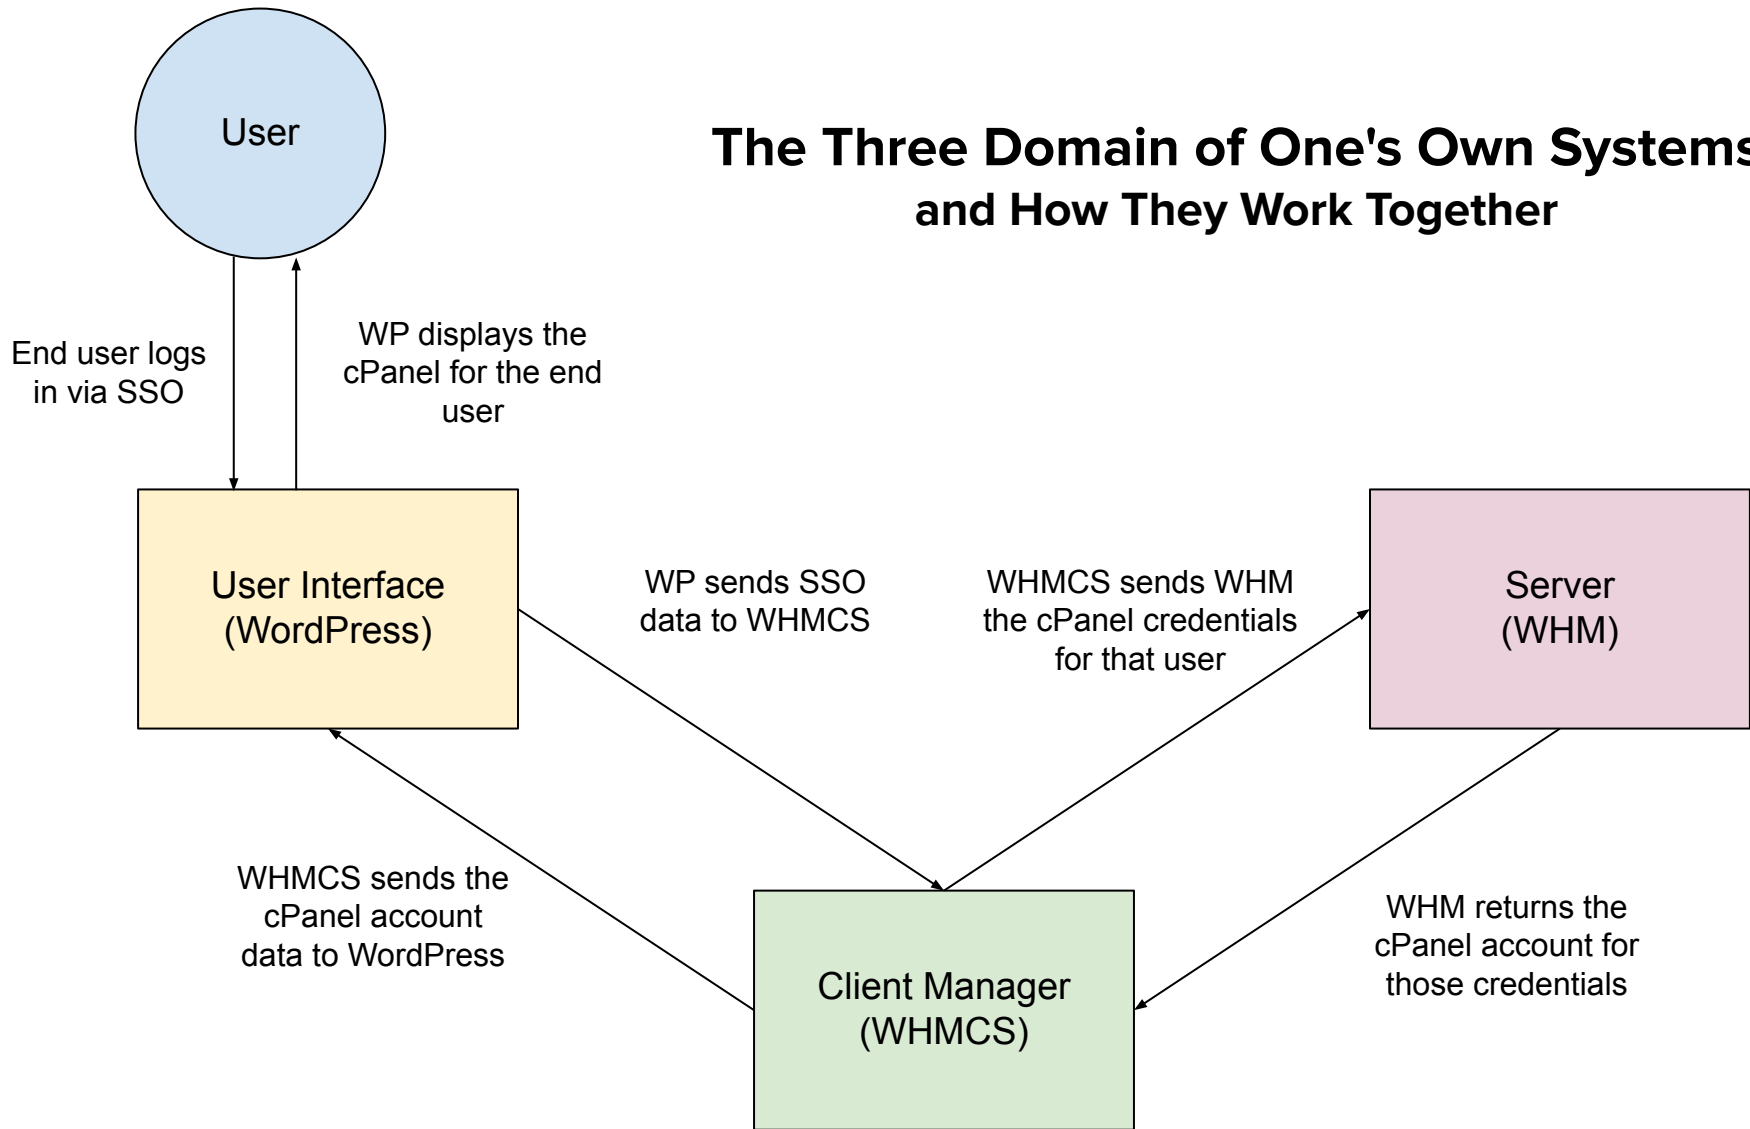 User
The Three Domain of One's Own Systems
and How They Work Together
End user logs
in via SSO
WP displays the
cPanel for the end
user
User Interface
(WordPress)
WP sends SSO
data to WHMCS
WHMCS sends WHM
the cPanel credentials
for that user
Server
(WHM)
WHMCS sends the
cPanel account
data to WordPress
Client Manager
(WHMCS)
WHM returns the
cPanel account for
those credentials